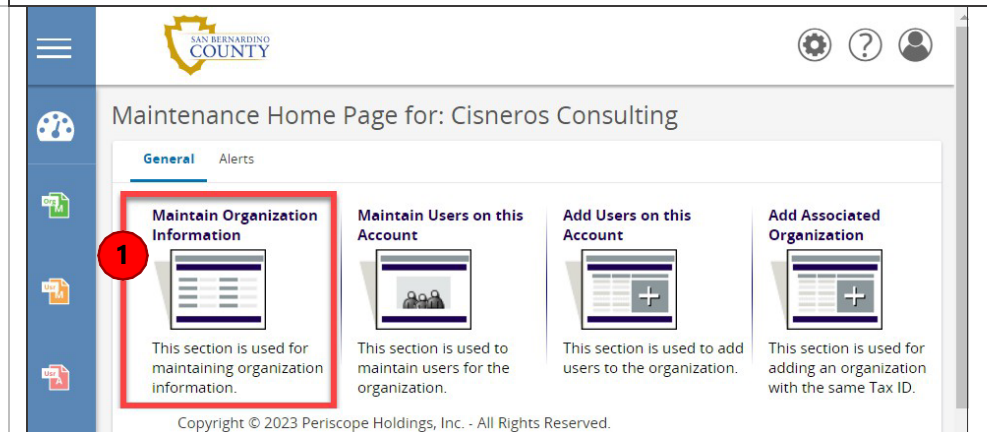 SAN BERNARDINO
COUNTY
?
Maintenance Home Page for: Cisneros Consulting
General Alerts
Org
M
Usr
M
Usr
A
1
Maintain Organization
Information
This section is used for
maintaining organization
information.
Maintain Users on this
Account
This section is used to
maintain users for the
organization.
Add Users on this
Account
This section is used to add
users to the organization.
Add Associated
Organization
This section is used for
adding an organization
with the same Tax ID.
Copyright © 2023 Periscope Holdings, Inc. - All Rights Reserved.